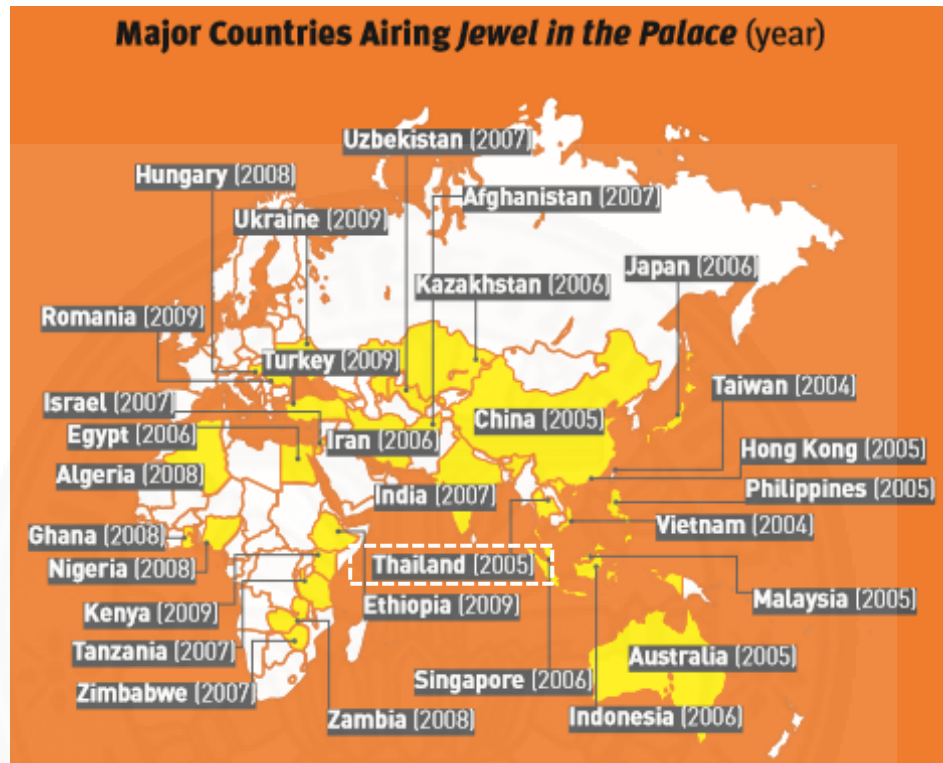 Major Countries Airing Jewel in the Palace (year)
Uzbekistan (2007)
Hungary (2008)
Afghanistan (2007)
Ukraine (2009)
Japan (2006)
Kazakhstan (2006)
Romania (2009)
Turkey (2009)
Taiwan (2004)
Israel (2007)
China (2005)
Egypt (2006)
Iran (2006)
Hong Kong (2005)
Algeria (2008)
India (2007)
Philippines (2005)
Vietnam (2004)
Ghana (2008)
Thailand (2005)
Nigeria (2008)
Malaysia (2005)
Kenya (2009)
Ethiopia (2009)
Tanzania (2007)
Australia (2005)
Singapore (2006)
Zimbabwe (2007)
Zambia (2008)
Indonesia (2006)